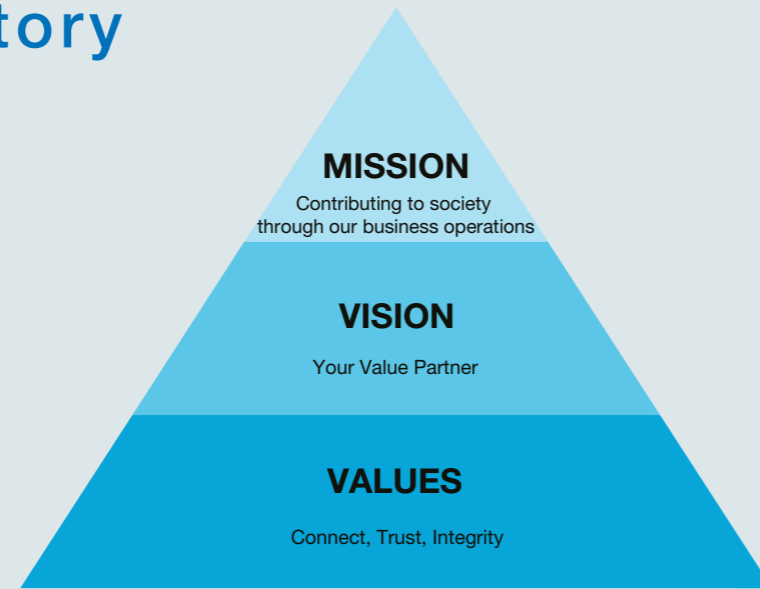 tory
MISSION
Contributing to society
through our business operations
VISION
Your Value Partner
VALUES
Connect, Trust, Integrity